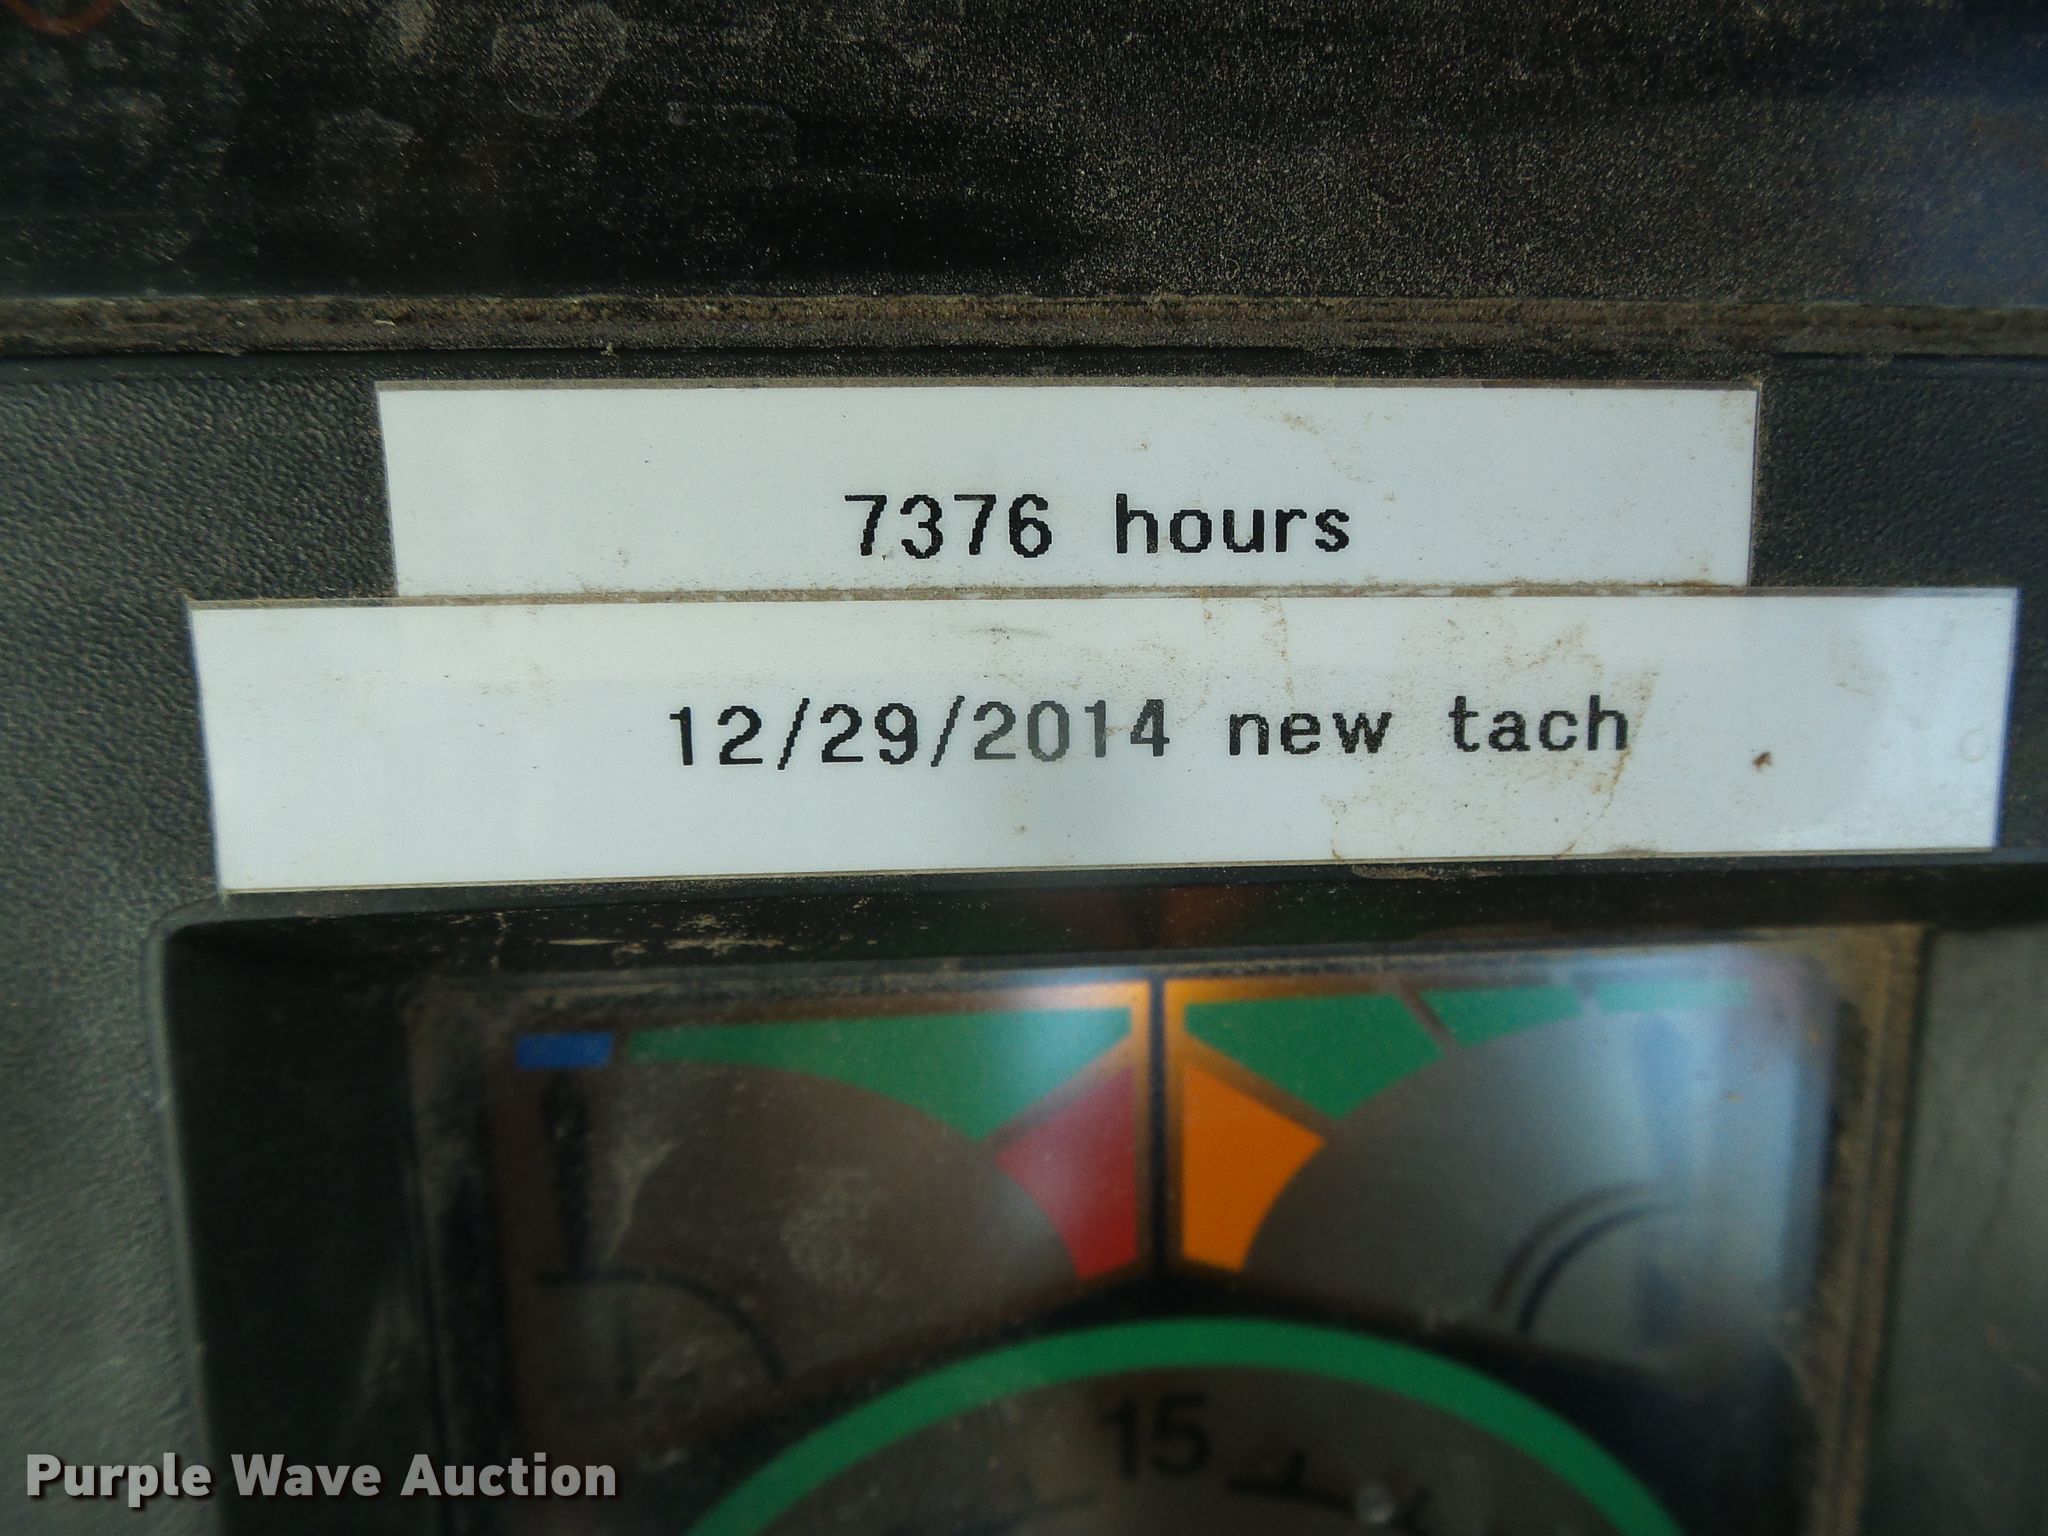 7376 hours
12/29/2014 new tach
15
Purple Wave Auction